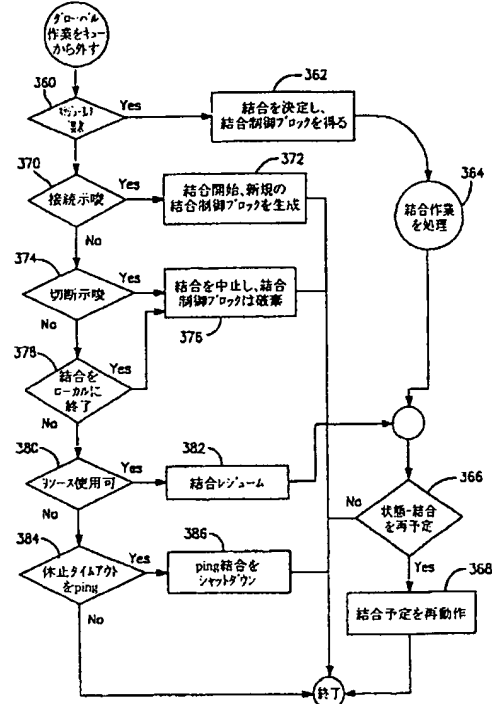 グローバル
作業をキュー
から外す
360
Yes
362
結合を決定し、
結合制御ブロックを得る
370
接続示唆
Yes
372
結合開始、新規の
結合制御ブロックを生成
364
結合作業
を処理
No
374
切断示唆
Yes
結合を中止し、結合
制御ブロックは破棄
376
No
378
結合を
ローカルに
終了
Yes
No
380
リソース使用可
Yes
382
結合レジューム
366
状態-結合
を再予定
No
Yes
No
384
休止タイムアウト
をping
Yes
386
ping結合を
シャットダウン
368
結合予定を再動作
No
終了